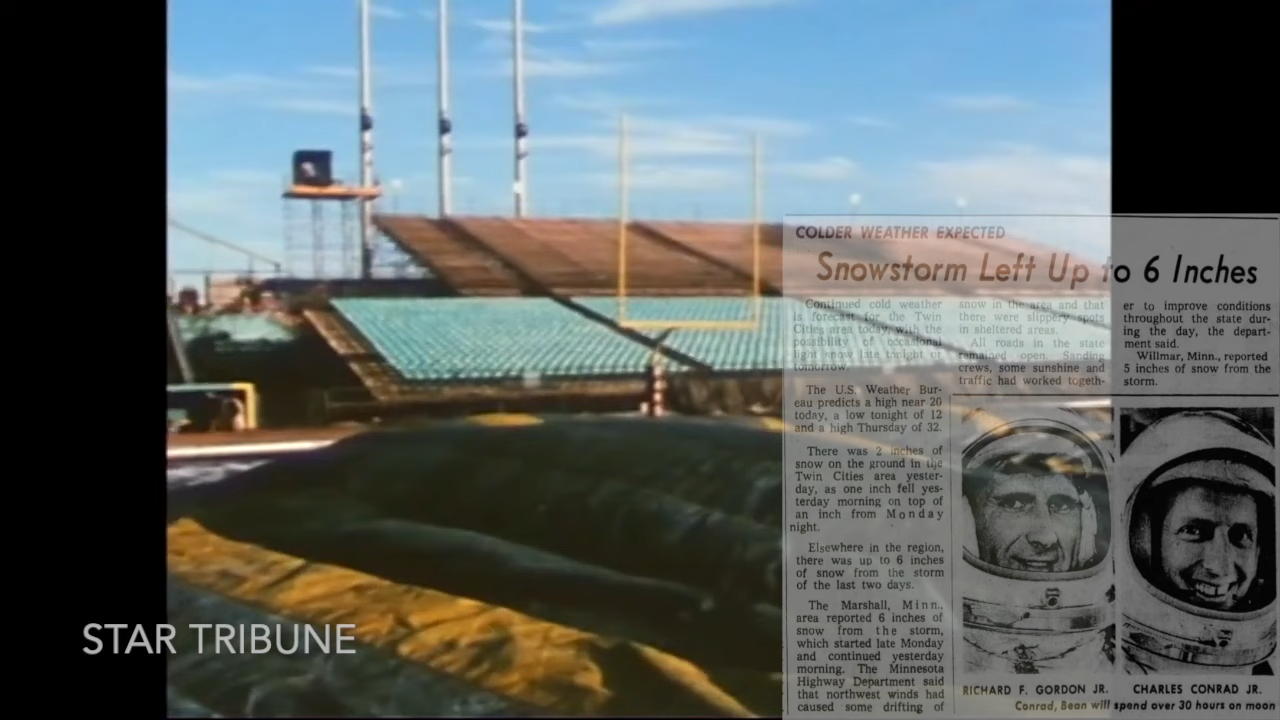 COLDER WEATHER EXPECTED
Snowstorm Left Up to 6 Inches
Continued cold weather
is forecast for the Twin
Cities area today, with the
possibility of occasional
light snow late tonight or
tomorrow.
The U.S. Weather Bur-
eau predicts a high near 20
today, a low tonight of 12
and a high Thursday of 32.
There was 2 inches of
snow on the ground in the
Twin Cities area yester-
day, as one inch fell yes-
terday morning on top of
an inch from Monday
night.
Elsewhere in the region,
there was up to 6 inches
of snow from the storm
of the last two days.
The Marshall, Minn.,
area reported 6 inches of
snow from the storm,
which started late Monday
and continued yesterday
morning. The Minnesota
Highway Department said
that northwest winds had
caused some drifting of
snow in the area and that
there were slippery spots
in sheltered areas.
All roads in the state
remained open. Sanding
crews, some sunshine and
traffic had worked togeth-
er to improve conditions
throughout the state dur-
ing the day, the depart-
ment said.
Willmar, Minn., reported
5 inches of snow from the
storm.
RICHARD F. GORDON JR.
CHARLES CONRAD JR.
Conrad, Bean will spend over 30 hours on moon
STAR TRIBUNE